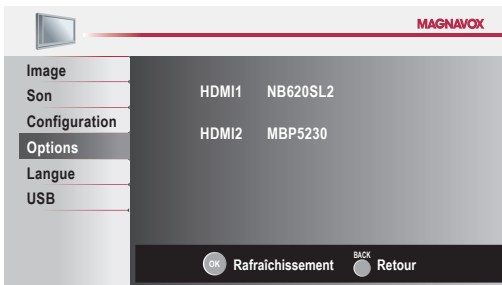 MAGNAVOX
Image
Son
Configuration
Options
Langue
USB
HDMI1 NB620SL2
HDMI2 MBP5230
OK Rafraîchissement BACK Retour